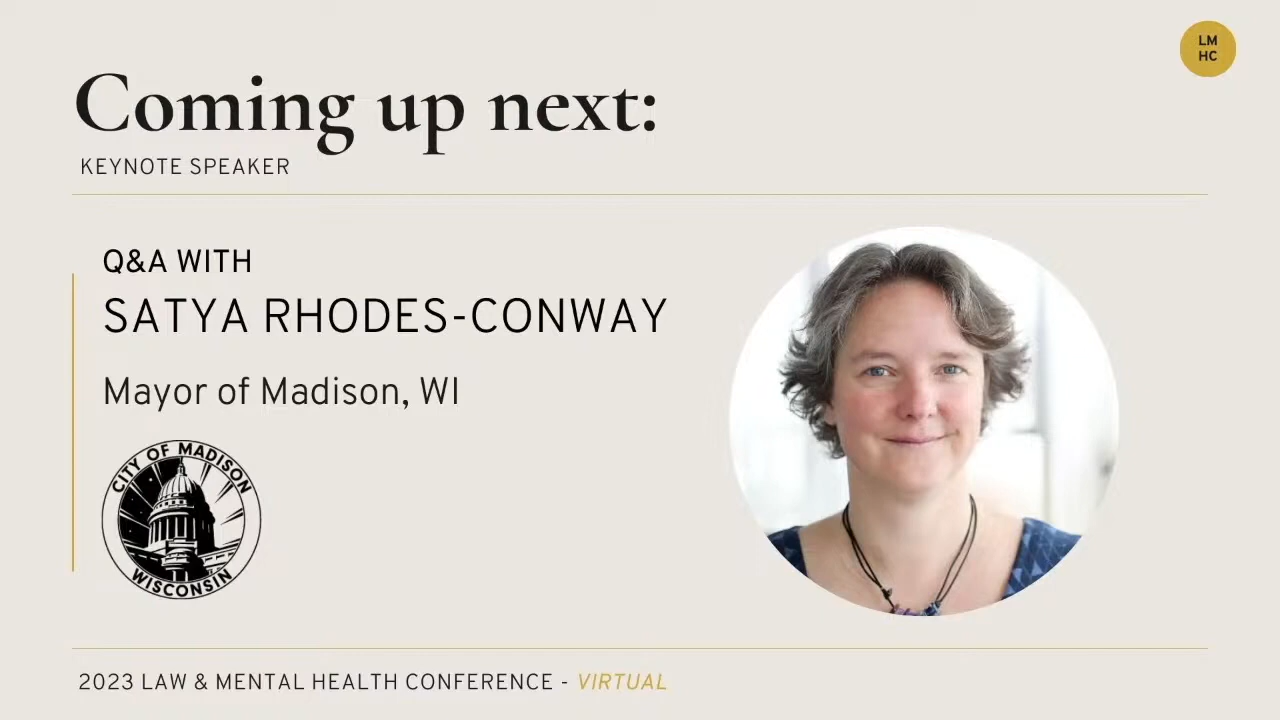 LM
HC
Coming up next:
KEYNOTE SPEAKER
Q&A WITH
SATYA RHODES-CONWAY
Mayor of Madison, WI
CITY OF MADISON
WISCONSIN
2023 LAW & MENTAL HEALTH CONFERENCE - VIRTUAL